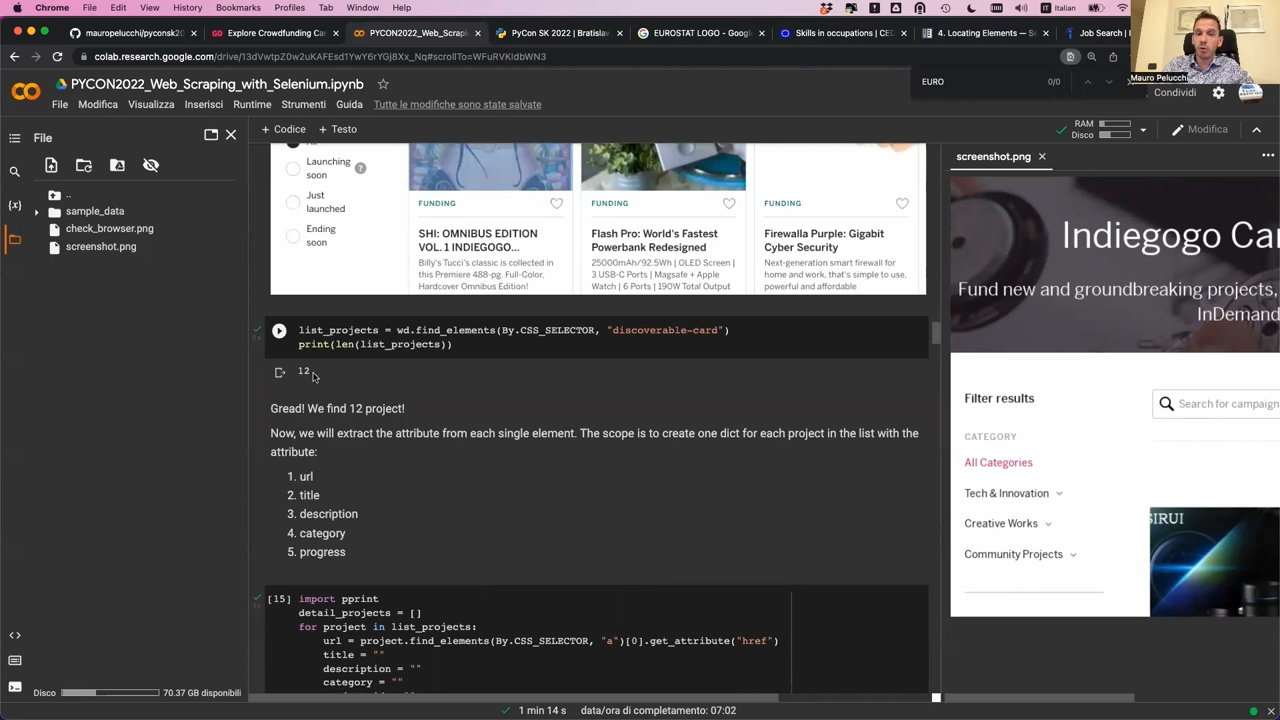 Chrome File Edit View History Bookmarks Profiles Tab Window Help
Italian
mauropelucchi/pyconsk20
Explore Crowdfunding Car
PYCON2022_Web_Scrapi
PyCon SK 2022 | Bratislav
EUROSTAT LOGO - Google
Skills in occupations | CED
4. Locating Elements — S
Job Search | I
colab.research.google.com/drive/13dVwtpZ0w2uKAFEsd1YwY6rYGj8Xx_Nq#scrollTo=WFuRVKIdbWN3
EURO
0/0
Mauro Pelucchi
PYCON2022_Web_Scraping_with_Selenium.ipynb
File Modifica Visualizza Inserisci Runtime Strumenti Guida Tutte le modifiche sono state salvate
Condividi
File
+ Codice + Testo
RAM
Disco
Modifica
..
sample_data
check_browser.png
screenshot.png
Launching
soon
Just
launched
Ending
soon
FUNDING
SHI: OMNIBUS EDITION
VOL. 1 INDIEGOGO...
Billy's Tucci's classic is collected in
this Premiere 488-pg. Full-Color,
Hardcover Omnibus Edition!
FUNDING
Flash Pro: World's Fastest
Powerbank Redesigned
25000mAh/92.5Wh | OLED Screen |
3 USB-C Ports | Magsafe + Apple
Watch | 6 Ports | 190W Total Output
FUNDING
Firewalla Purple: Gigabit
Cyber Security
Next-generation smart firewall for
home and work, that's simple to use,
powerful and affordable
list_projects = wd.find_elements(By.CSS_SELECTOR, "discoverable-card")
print(len(list_projects))
12
Gread! We find 12 project!
Now, we will extract the attribute from each single element. The scope is to create one dict for each project in the list with the
attribute:
1. url
2. title
3. description
4. category
5. progress
[15] import pprint
detail_projects = []
for project in list_projects:
url = project.find_elements(By.CSS_SELECTOR, "a")[0].get_attribute("href")
title = ""
description = ""
category = ""
screenshot.png
Indiegogo Car
Fund new and groundbreaking projects,
InDemand
Filter results
Search for campaign
CATEGORY
All Categories
Tech & Innovation
Creative Works
Community Projects
SIRUI
Disco
70.37 GB disponibili
1 min 14 s data/ora di completamento: 07:02